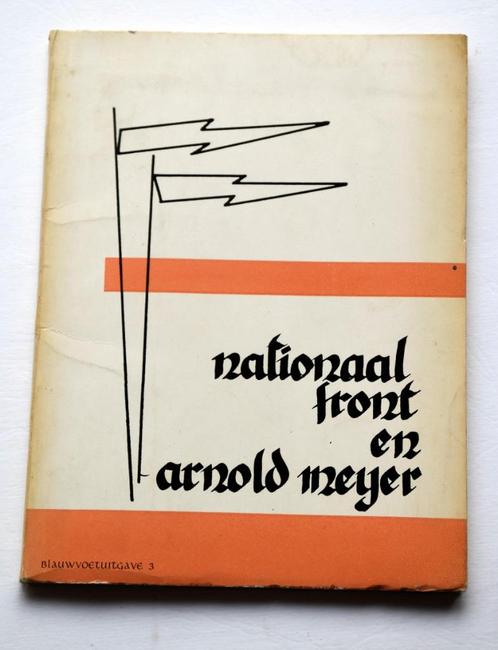 nationaal
front
en
arnold meyer
Blauwvoetuitgave 3